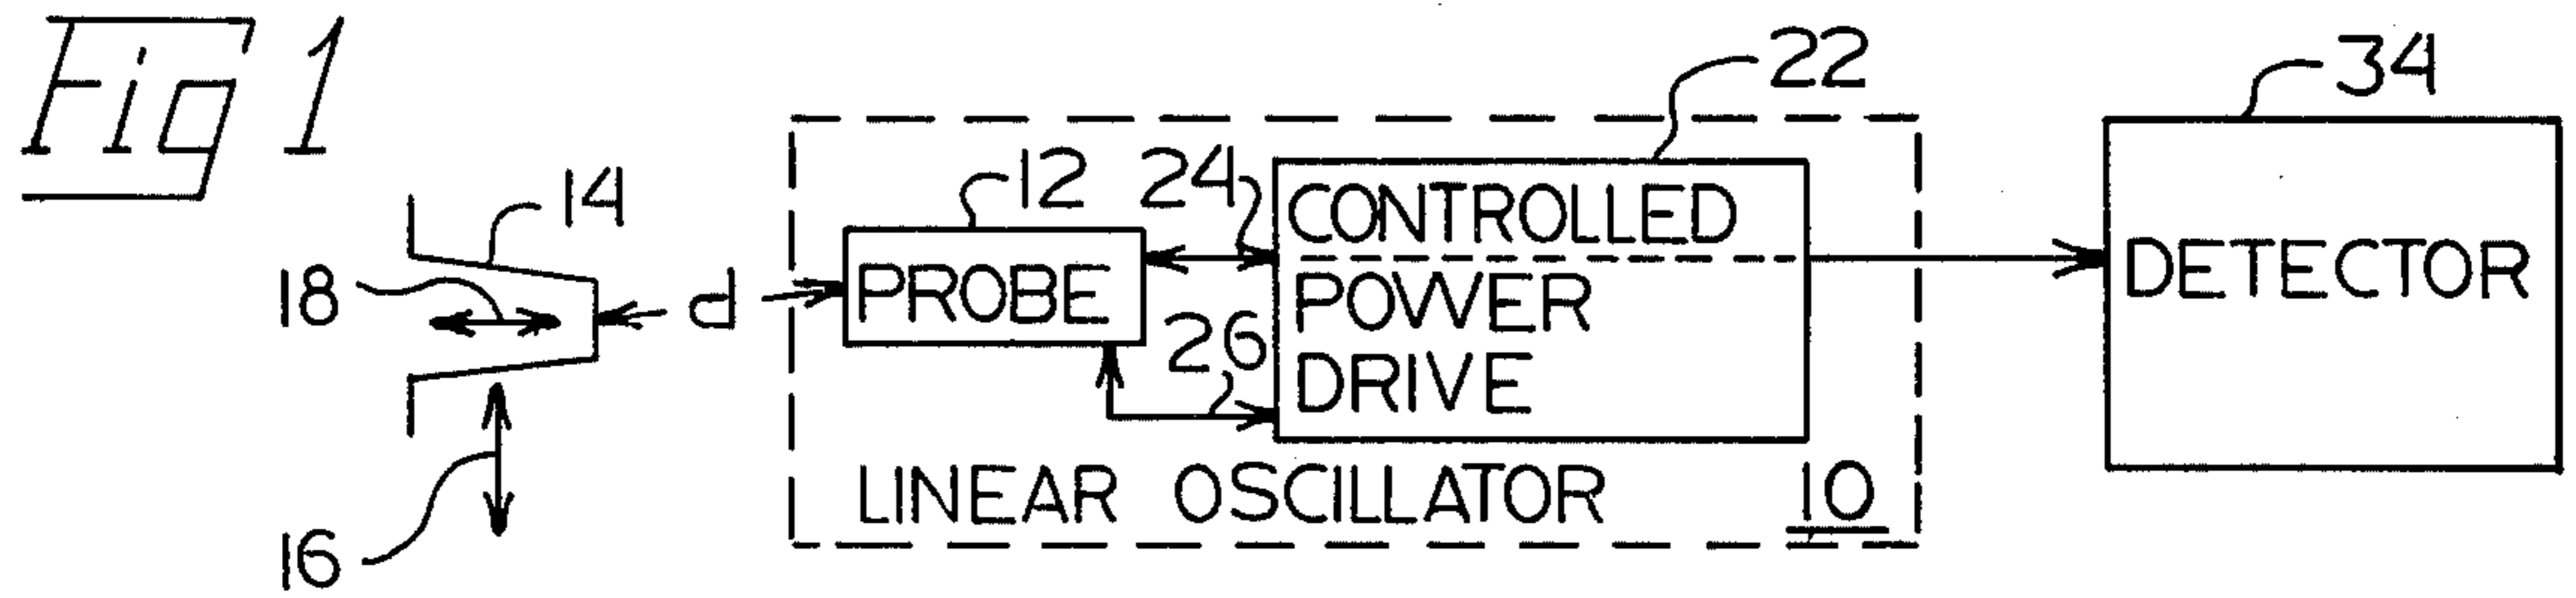 Fig 1
22
34
12
24
14
CONTROLLED
18
d
PROBE
POWER
DETECTOR
26
DRIVE
LINEAR OSCILLATOR
10
16